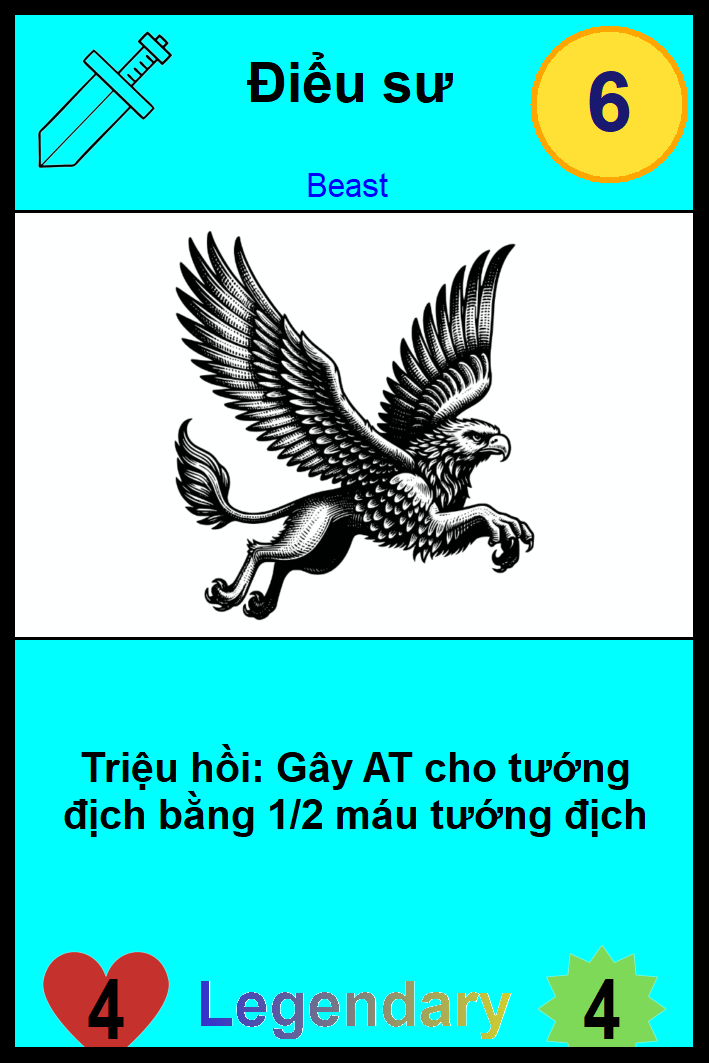 Điểu sư
6
Beast
Triệu hồi: Gây AT cho tướng
địch bằng 1/2 máu tướng địch
4
Legendary
4